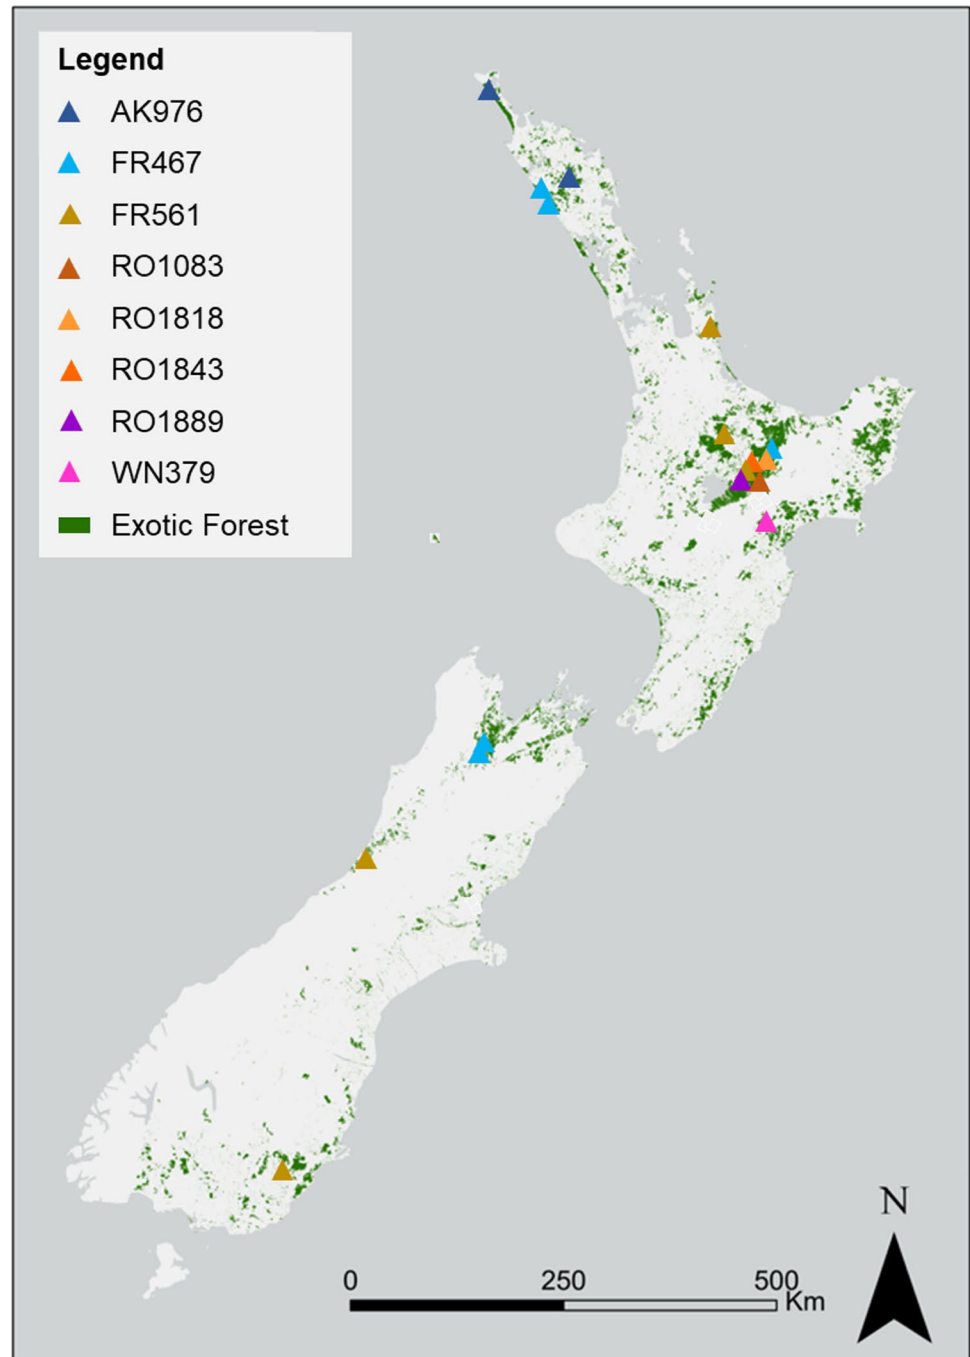 Legend
AK976
FR467
FR561
RO1083
RO1818
RO1843
RO1889
WN379
Exotic Forest
N
0 250 500
Km